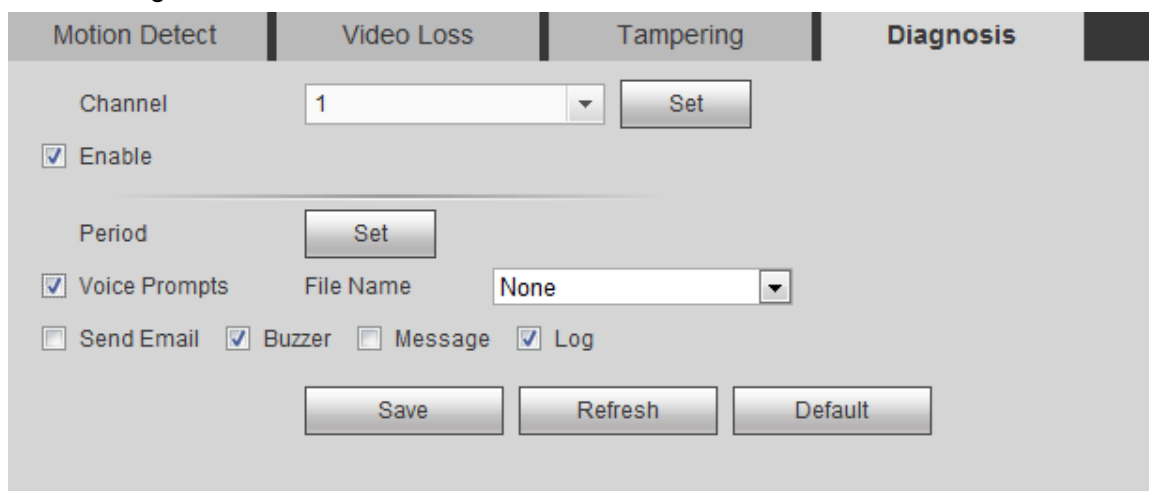 Motion Detect Video Loss Tampering Diagnosis
Channel 1 Set
Enable
Period Set
Voice Prompts File Name None
Send Email Buzzer Message Log
Save Refresh Default